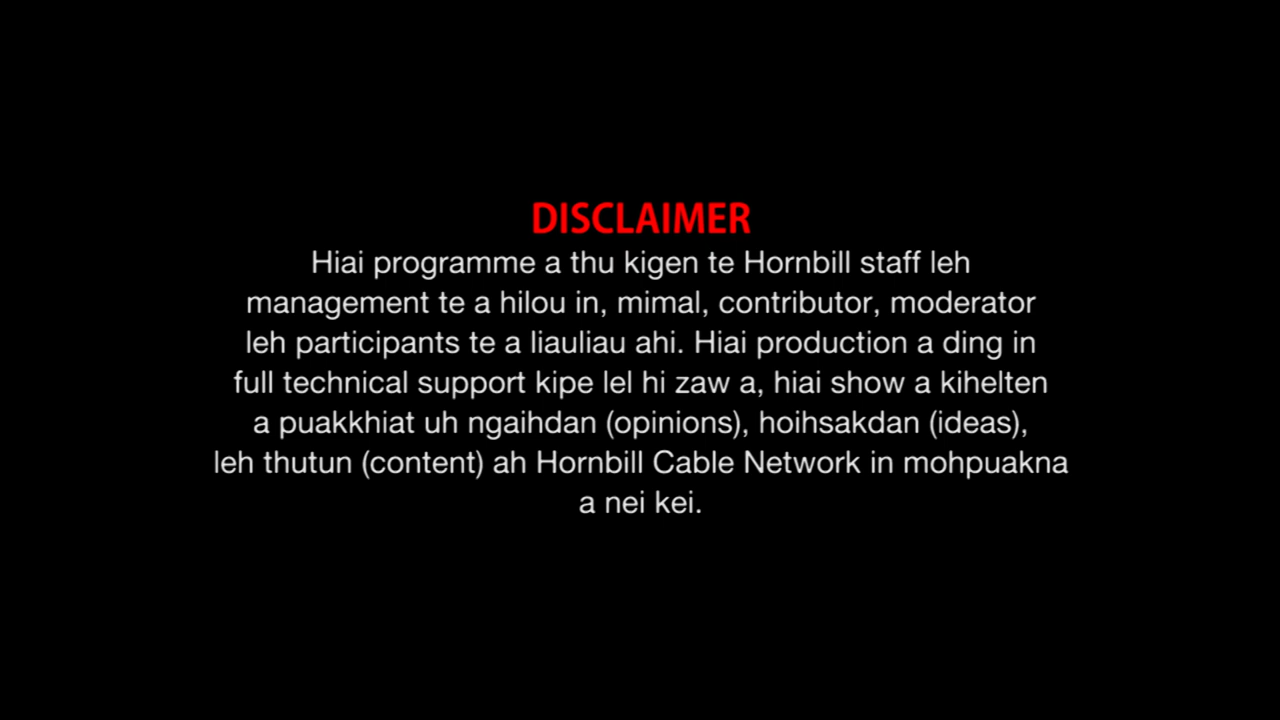 DISCLAIMER
Hiai programme a thu kigen te Hornbill staff leh
management te a hilou in, mimal, contributor, moderator
leh participants te a liauliau ahi. Hiai production a ding in
full technical support kipe lel hi zaw a, hiai show a kihelten
a puakkhiat uh ngaihdan (opinions), hoihsakdan (ideas),
leh thutun (content) ah Hornbill Cable Network in mohpuakna
a nei kei.